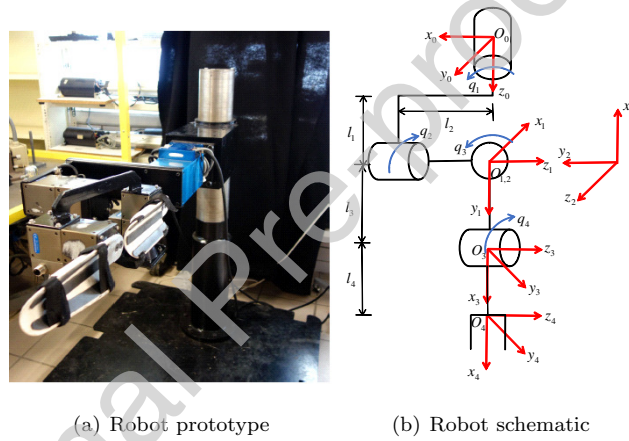 x₀
O₀
y₀
q₁
z₀
l₁
l₂
q₂
q₃
x₁
O₁,₂
z₁
y₁
x
y₂
z₂
l₃
q₄
O₃
z₃
y₃
x₃
l₄
O₄
z₄
y₄
x₄
(a) Robot prototype
(b) Robot schematic